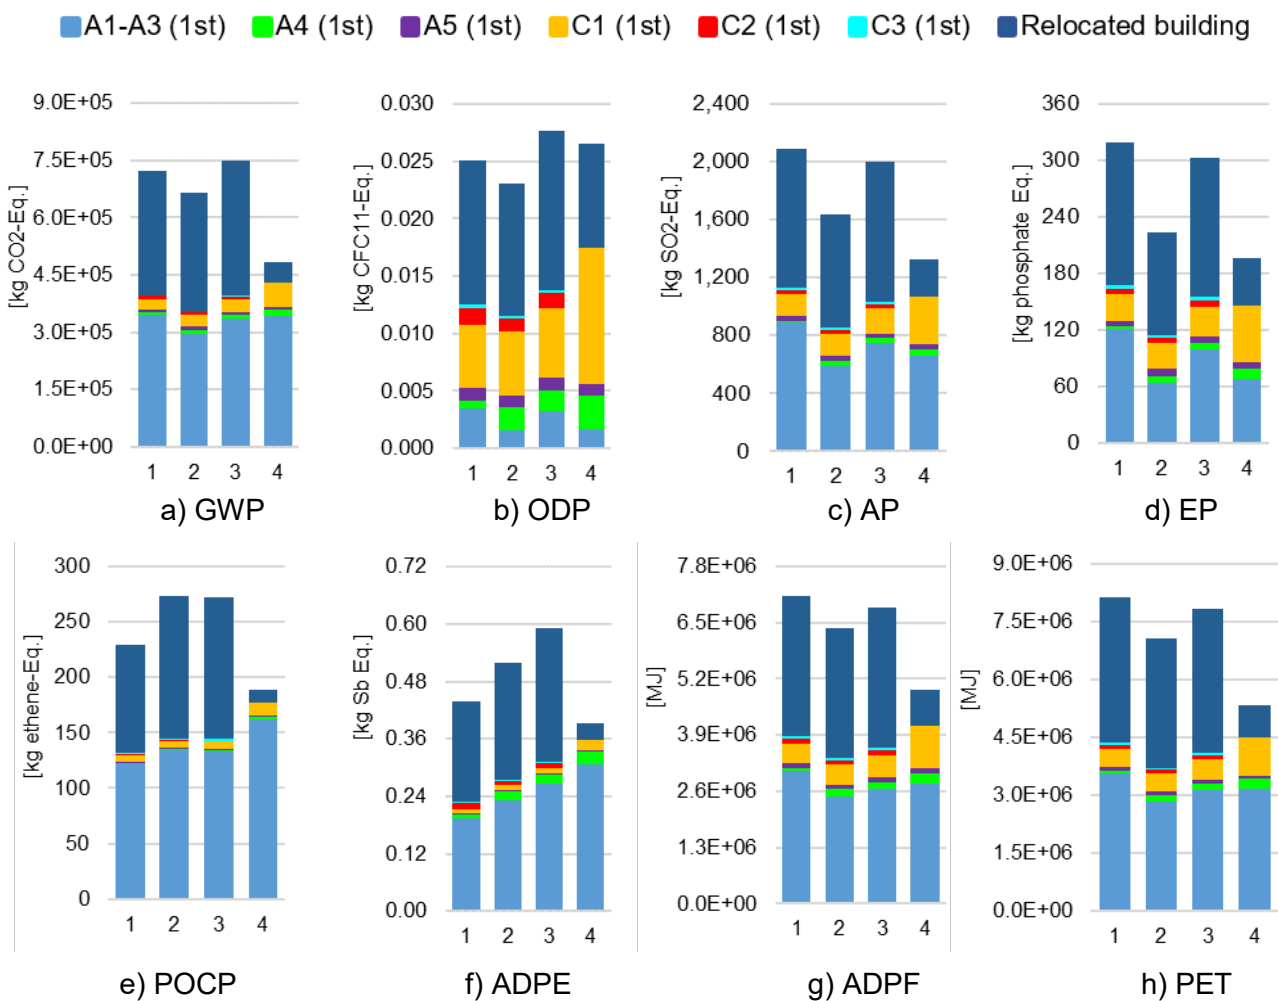 A1-A3 (1st) A4 (1st) A5 (1st) C1 (1st) C2 (1st) C3 (1st) Relocated building
[kg CO2-Eq.]
9.0E+05
7.5E+05
6.0E+05
4.5E+05
3.0E+05
1.5E+05
0.0E+00
1 2 3 4
a) GWP
[kg CFC11-Eq.]
0.030
0.025
0.020
0.015
0.010
0.005
0.000
1 2 3 4
b) ODP
[kg SO2-Eq.]
2,400
2,000
1,600
1,200
800
400
0
1 2 3 4
c) AP
[kg phosphate Eq.]
360
300
240
180
120
60
0
1 2 3 4
d) EP
[kg ethene-Eq.]
300
250
200
150
100
50
0
1 2 3 4
e) POCP
[kg Sb Eq.]
0.72
0.60
0.48
0.36
0.24
0.12
0.00
1 2 3 4
f) ADPE
[MJ]
7.8E+06
6.5E+06
5.2E+06
3.9E+06
2.6E+06
1.3E+06
0.0E+00
1 2 3 4
g) ADPF
[MJ]
9.0E+06
7.5E+06
6.0E+06
4.5E+06
3.0E+06
1.5E+06
0.0E+00
1 2 3 4
h) PET